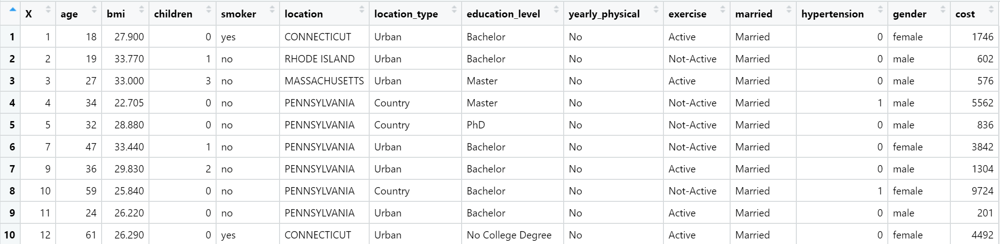 X age bmi children smoker location location_type education_level yearly_physical exercise married hypertension gender cost
1 1 18 27.900 0 yes CONNECTICUT Urban Bachelor No Active Married 0 female 1746
2 2 19 33.770 1 no RHODE ISLAND Urban Bachelor No Not-Active Married 0 male 602
3 3 27 33.000 3 no MASSACHUSETTS Urban Master No Active Married 0 male 576
4 4 34 22.705 0 no PENNSYLVANIA Country Master No Not-Active Married 1 male 5562
5 5 32 28.880 0 no PENNSYLVANIA Country PhD No Not-Active Married 0 male 836
6 7 47 33.440 1 no PENNSYLVANIA Urban Bachelor No Not-Active Married 0 female 3842
7 9 36 29.830 2 no PENNSYLVANIA Urban Bachelor No Active Married 0 male 1304
8 10 59 25.840 0 no PENNSYLVANIA Country Bachelor No Not-Active Married 1 female 9724
9 11 24 26.220 0 no PENNSYLVANIA Urban Bachelor No Active Married 0 male 201
10 12 61 26.290 0 yes CONNECTICUT Urban No College Degree No Active Married 0 female 4492